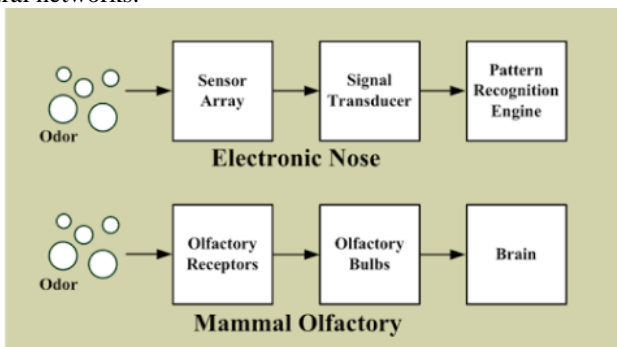 Odor
Sensor
Array
Signal
Transducer
Pattern
Recognition
Engine
Electronic Nose
Odor
Olfactory
Receptors
Olfactory
Bulbs
Brain
Mammal Olfactory